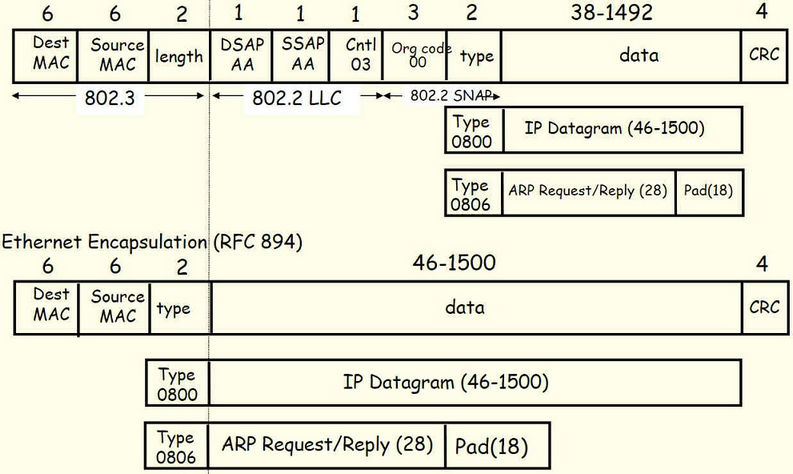 6 6 2 1 1 1 3 2 38-1492 4
Dest MAC Source MAC length DSAP AA SSAP AA Cntl 03 Org code 00 type data CRC
802.3 802.2 LLC 802.2 SNAP
Type 0800 IP Datagram (46-1500)
Type 0806 ARP Request/Reply (28) Pad(18)
Ethernet Encapsulation (RFC 894)
6 6 2 46-1500 4
Dest MAC Source MAC type data CRC
Type 0800 IP Datagram (46-1500)
Type 0806 ARP Request/Reply (28) Pad(18)